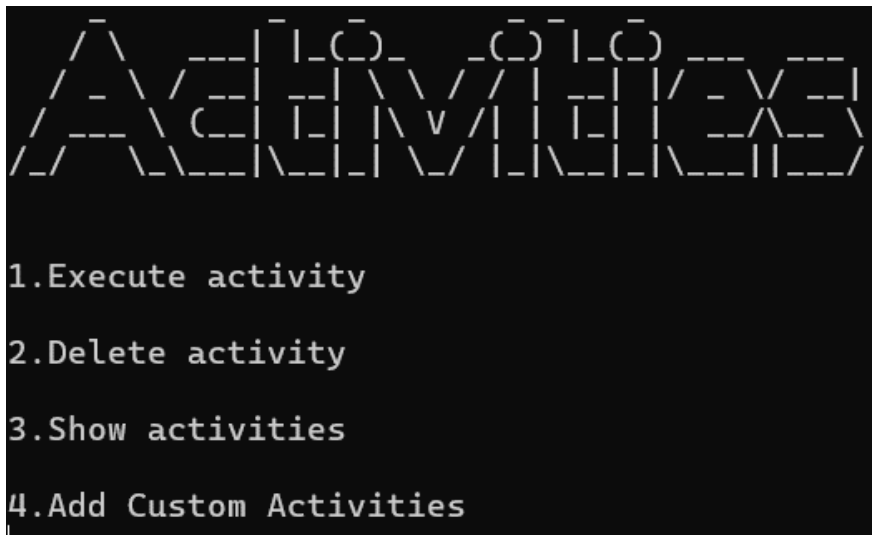 Activities
1.Execute activity
2.Delete activity
3.Show activities
4.Add Custom Activities